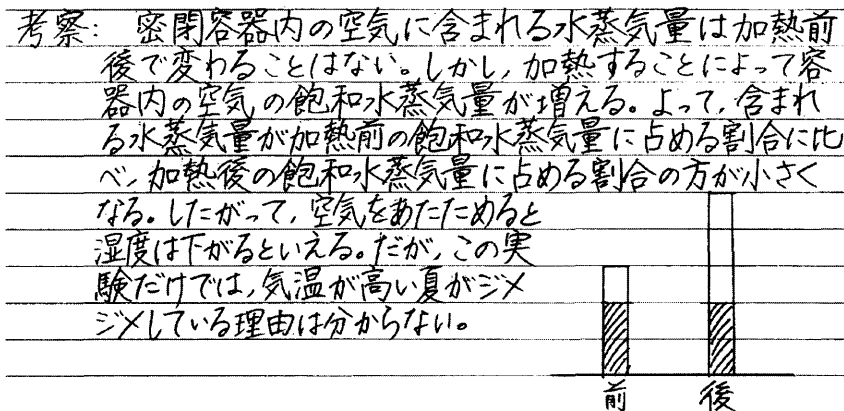 考察： 密閉容器内の空気に含まれる水蒸気量は加熱前
後で変わることはない。しかし，加熱することによって容
器内の空気の飽和水蒸気量が増える。よって，含まれ
る水蒸気量が加熱前の飽和水蒸気量に占める割合に比
べ，加熱後の飽和水蒸気量に占める割合の方が小さく
なる。したがって，空気をあたためると
湿度は下がるといえる。だが，この実
験だけでは，気温が高い夏がジメ
ジメしている理由は分からない。
前 後